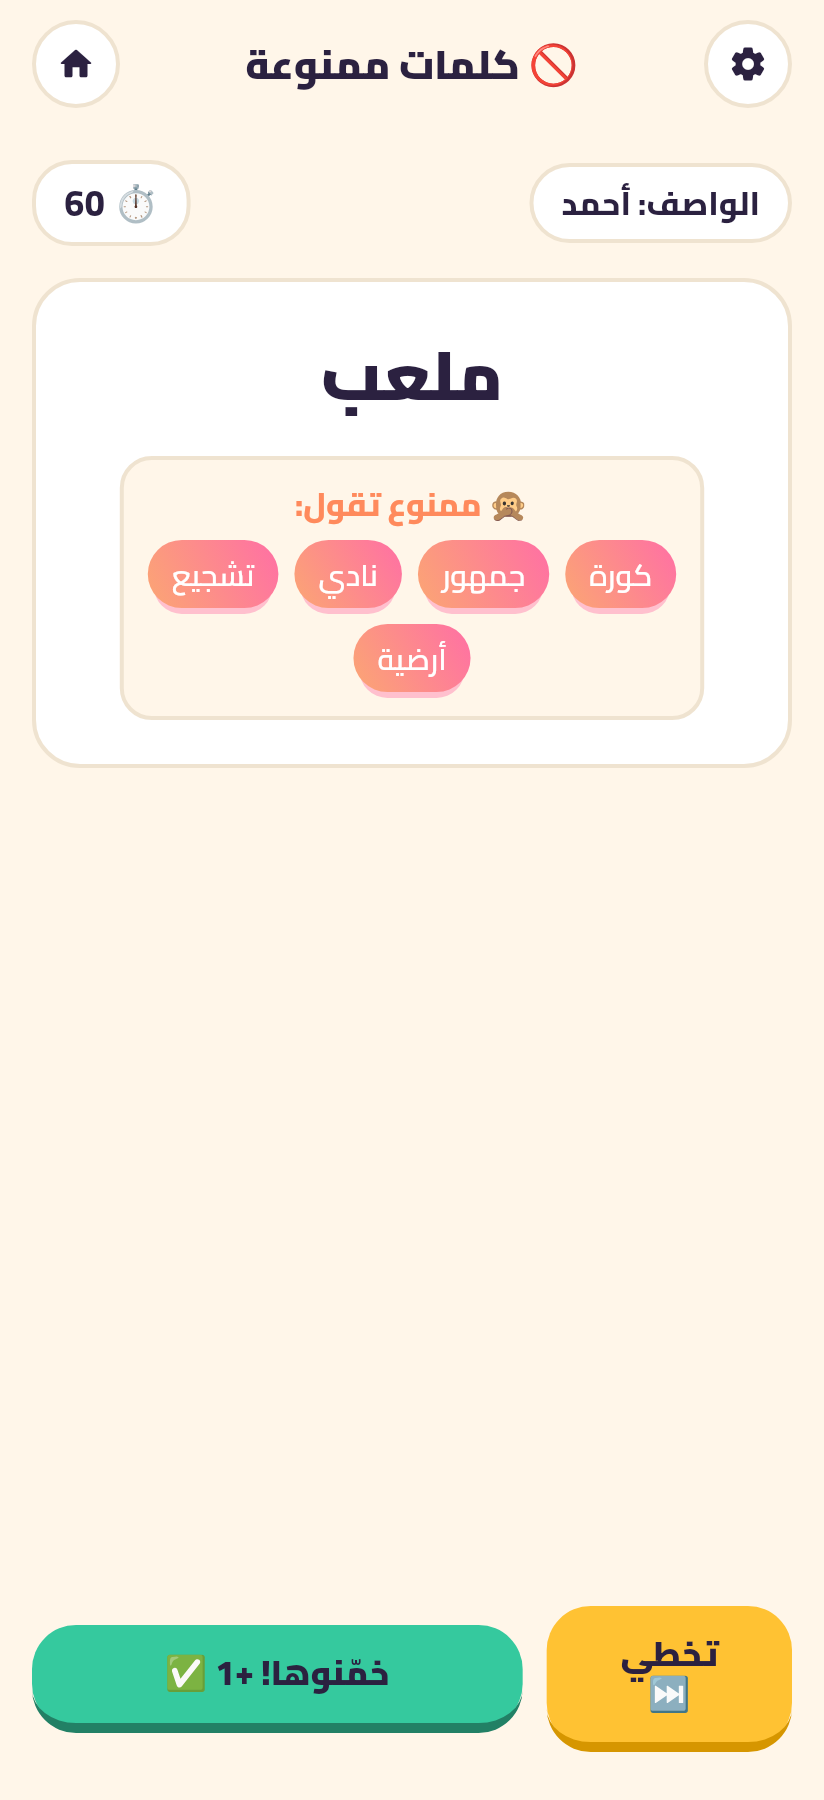 🚫 كلمات ممنوعة
الواصف: أحمد
⏱️ 60
ملعب
🙊 ممنوع تقول:
كورة جمهور نادي تشجيع
أرضية
تخطي
⏭️
خمّنوها! +1 ✅